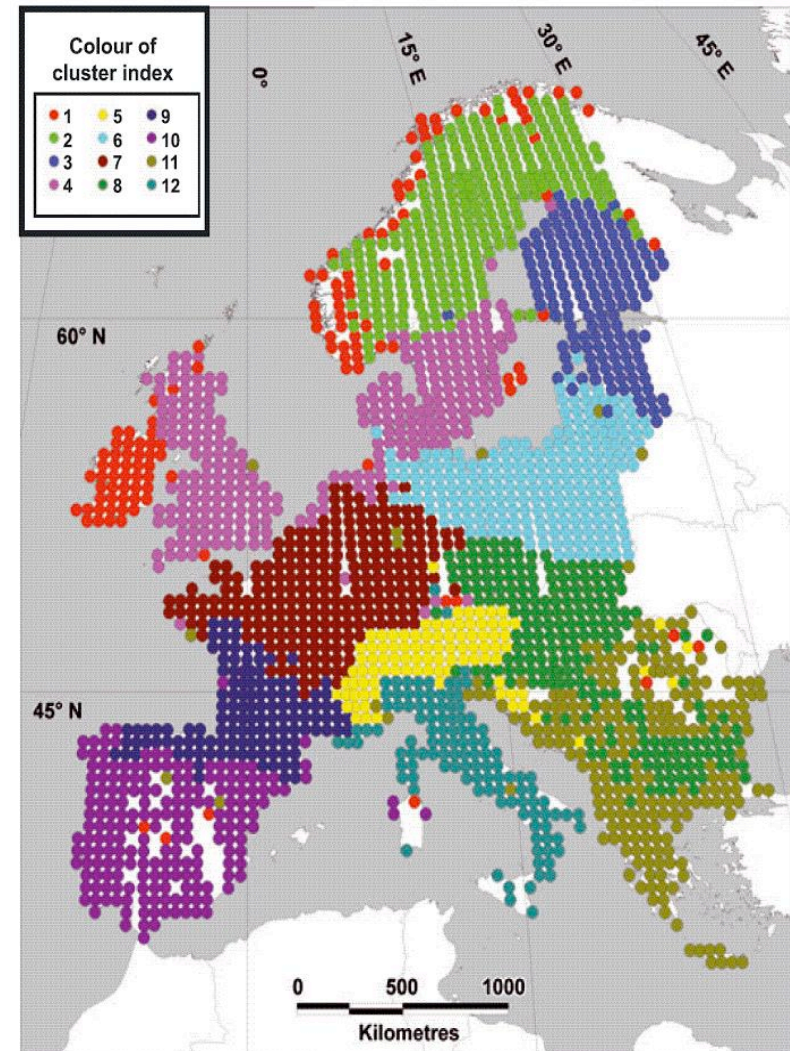 Colour of
cluster index
1 5 9
2 6 10
3 7 11
4 8 12
0°
15° E
30° E
45° E
60° N
45° N
0 500 1000
Kilometres